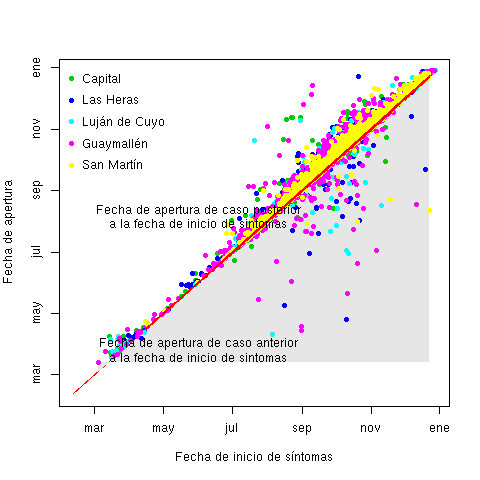 Capital
Las Heras
Luján de Cuyo
Guaymallén
San Martín
Fecha de apertura de caso posterior
a la fecha de inicio de síntomas
Fecha de apertura de caso anterior
a la fecha de inicio de síntomas
Fecha de apertura
ene
nov
sep
jul
may
mar
mar
may
jul
sep
nov
ene
Fecha de inicio de síntomas